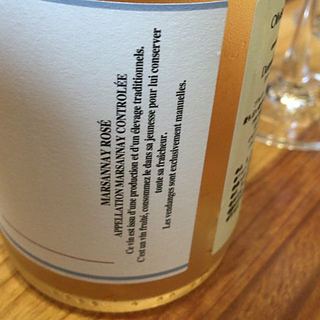 MARSANNAY ROSÉ
APPELLATION MARSANNAY CONTROLÉE
Ce vin est issu d'une production et d'un elevage traditionnels.
C'est un vin fruité, consommez le dans sa jeunesse pour lui conserver
toute sa fraîcheur.
Les vendanges sont exclusivement manuelles.